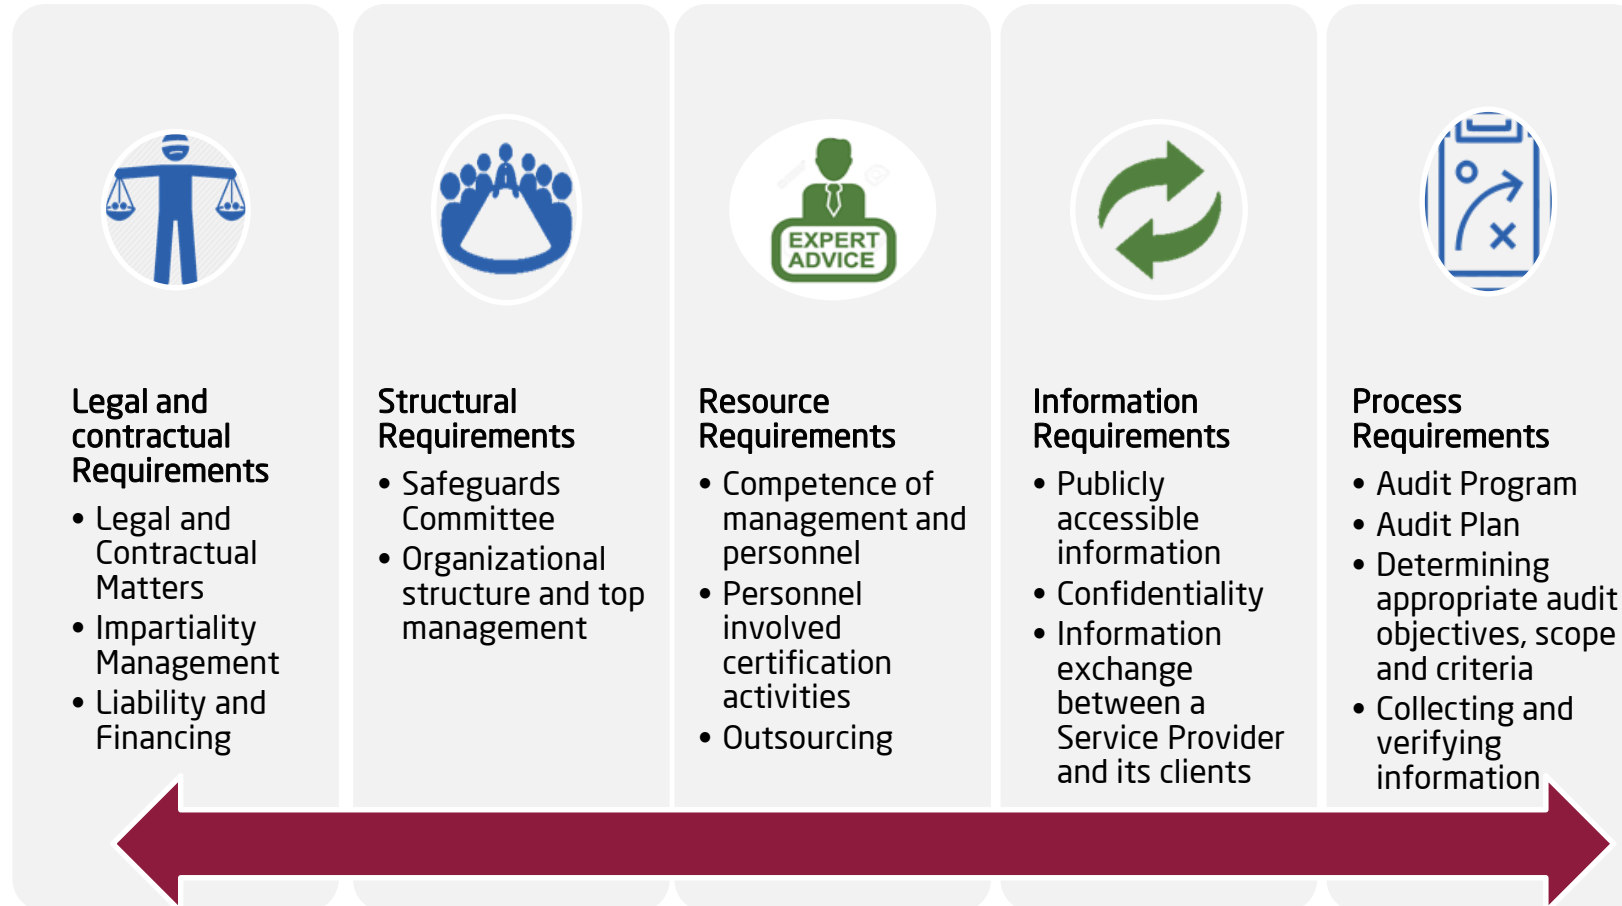 EXPERT
ADVICE
Legal and
contractual
Requirements
• Legal and
Contractual
Matters
• Impartiality
Management
• Liability and
Financing
Structural
Requirements
• Safeguards
Committee
• Organizational
structure and top
management
Resource
Requirements
• Competence of
management and
personnel
• Personnel
involved
certification
activities
• Outsourcing
Information
Requirements
• Publicly
accessible
information
• Confidentiality
• Information
exchange
between a
Service Provider
and its clients
Process
Requirements
• Audit Program
• Audit Plan
• Determining
appropriate audit
objectives, scope
and criteria
• Collecting and
verifying
information